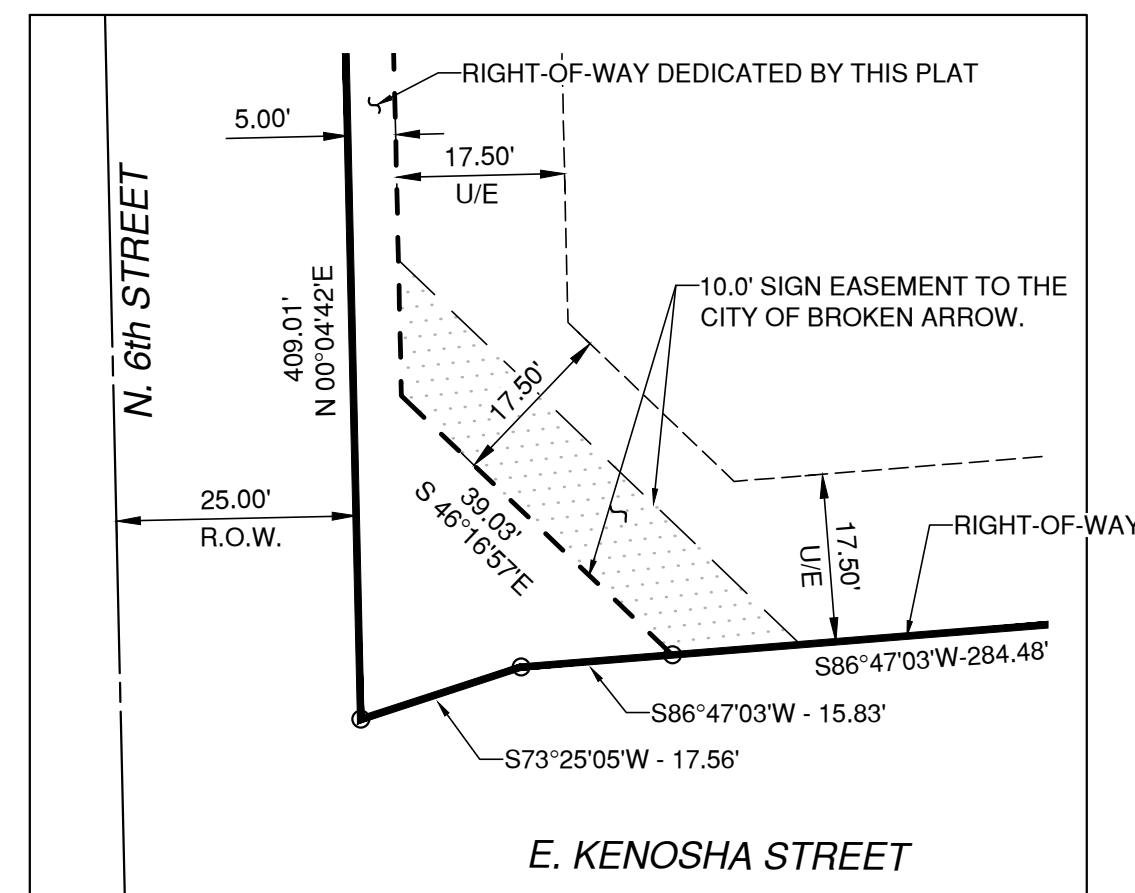 RIGHT-OF-WAY DEDICATED BY THIS PLAT
5.00'
17.50'
U/E
N. 6th STREET
409.01'
N 00°04'42"E
10.0' SIGN EASEMENT TO THE
CITY OF BROKEN ARROW.
17.50'
25.00'
R.O.W.
39.03'
S 46°16'57"E
17.50'
U/E
RIGHT-OF-WAY
S86°47'03"W-284.48'
S86°47'03"W - 15.83'
S73°25'05"W - 17.56'
E. KENOSHA STREET